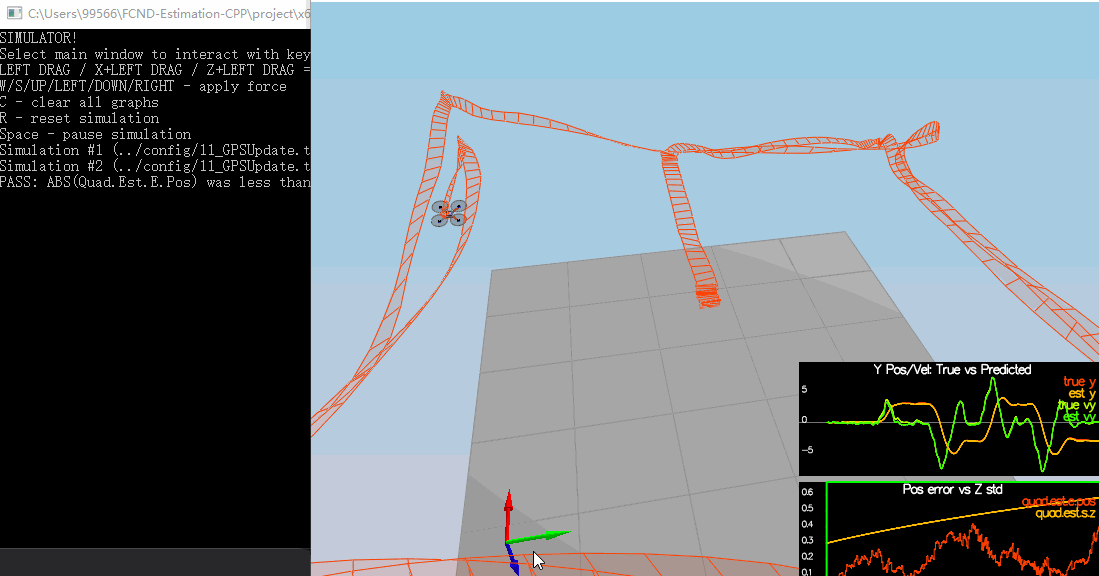 C:\Users\99566\FCND-Estimation-CPP\project\x6
SIMULATOR!
Select main window to interact with key
LEFT DRAG / X+LEFT DRAG / Z+LEFT DRAG =
W/S/UP/LEFT/DOWN/RIGHT - apply force
C - clear all graphs
R - reset simulation
Space - pause simulation
Simulation #1 (../config/11_GPSUpdate.t
Simulation #2 (../config/11_GPSUpdate.t
PASS: ABS(Quad.Est.E.Pos) was less than
Y Pos/Vel: True vs Predicted
true y
est y
true vy
est vy
5
0
-5
Pos error vs Z std
quad.est.e.pos
quad.est.s.z
0.6
0.5
0.4
0.3
0.2
0.1